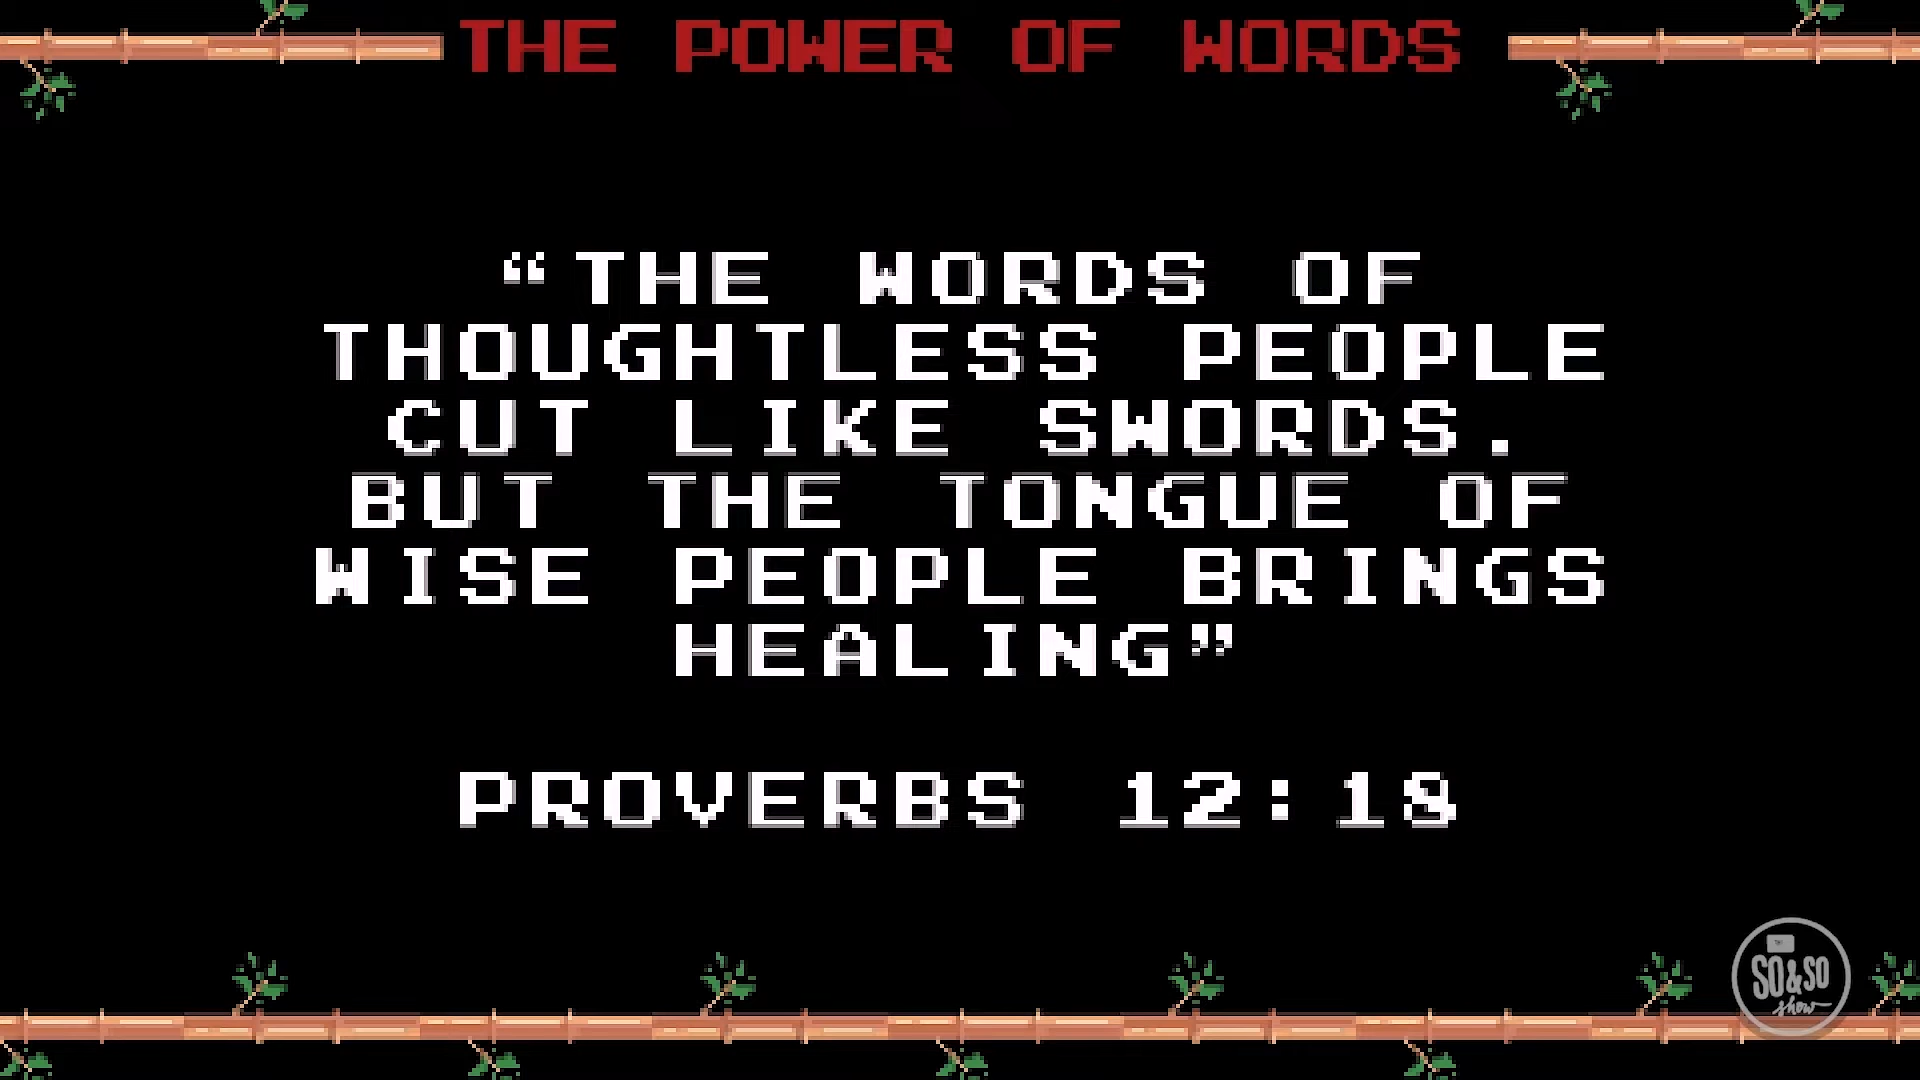 THE POWER OF WORDS
“THE WORDS OF
THOUGHTLESS PEOPLE
CUT LIKE SWORDS.
BUT THE TONGUE OF
WISE PEOPLE BRINGS
HEALING”
PROVERBS 12:18
SO&SO
show